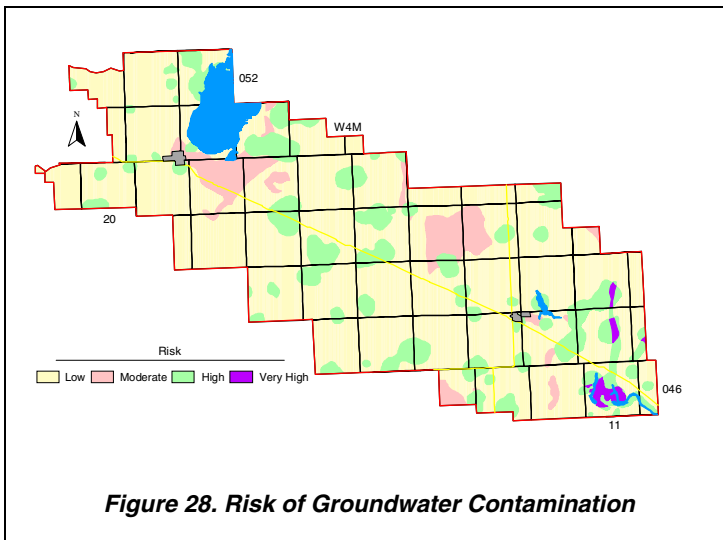 052
W4M
N
20
Risk
Low Moderate High Very High
046
11
Figure 28. Risk of Groundwater Contamination